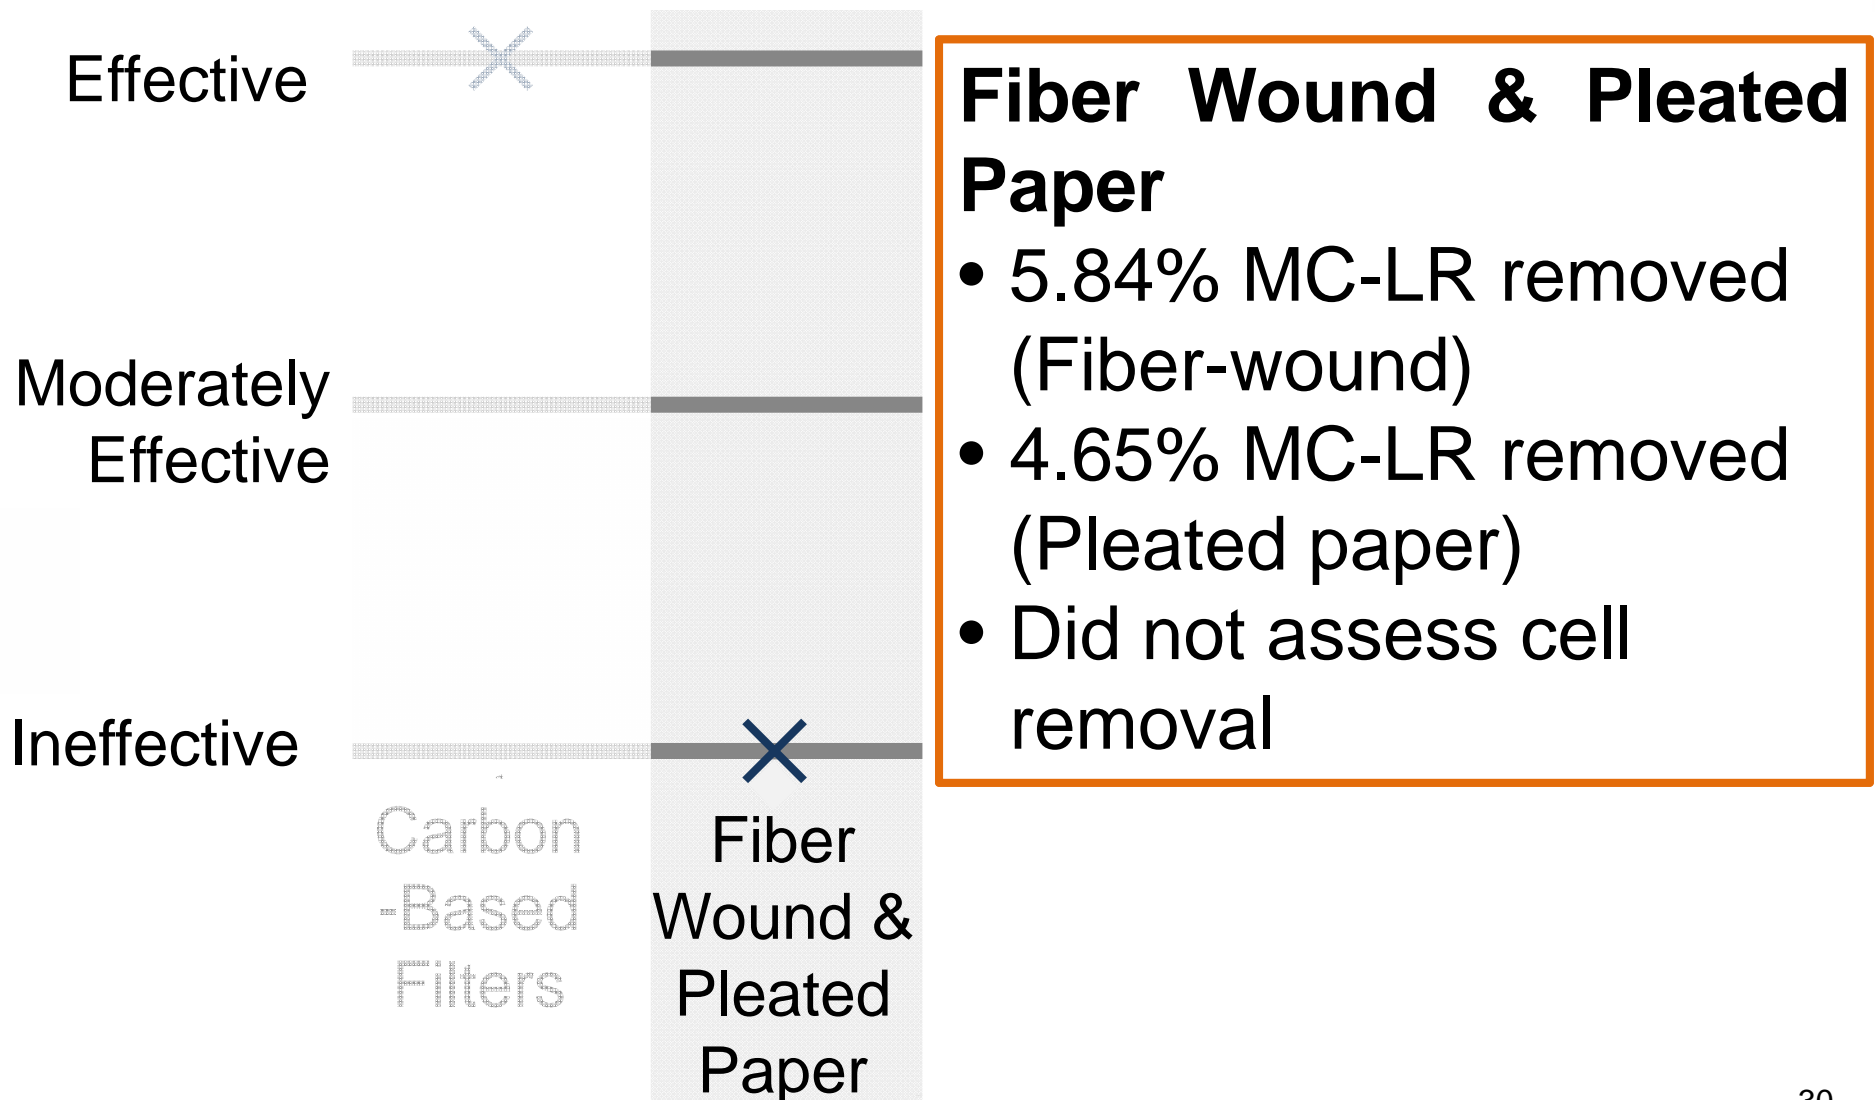 Effective
Moderately
Effective
Ineffective
Carbon
-Based
Filters
Fiber
Wound &
Pleated
Paper
Fiber Wound & Pleated
Paper
• 5.84% MC-LR removed
(Fiber-wound)
• 4.65% MC-LR removed
(Pleated paper)
• Did not assess cell
removal
30